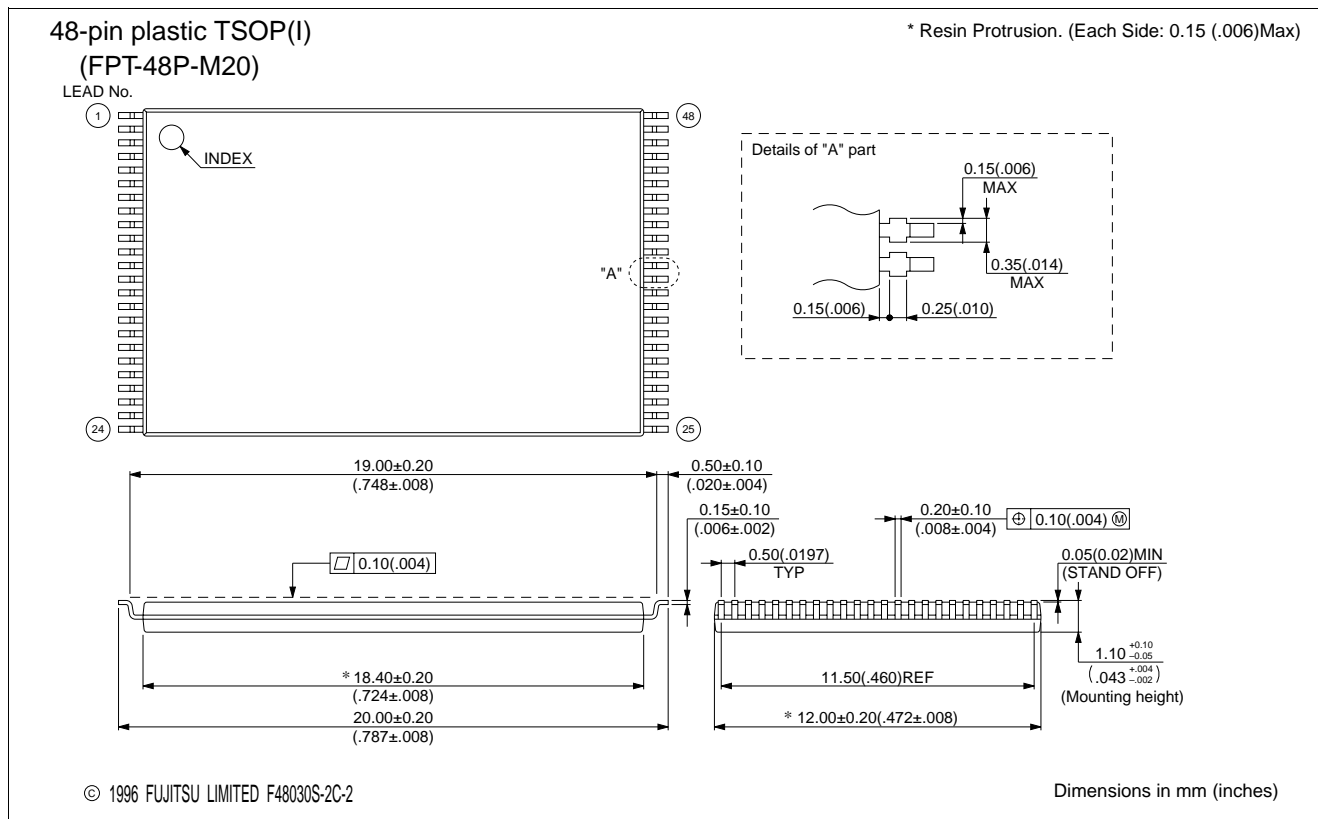 48-pin plastic TSOP(I)
(FPT-48P-M20)
* Resin Protrusion. (Each Side: 0.15 (.006)Max)
LEAD No.
1
48
INDEX
"A"
24
25
Details of "A" part
0.15(.006)
MAX
0.35(.014)
MAX
0.15(.006)
0.25(.010)
19.00±0.20
(.748±.008)
0.50±0.10
(.020±.004)
0.15±0.10
(.006±.002)
0.10(.004)
0.20±0.10
(.008±.004)
0.10(.004) Ⓜ
0.50(.0197)
TYP
0.05(0.02)MIN
(STAND OFF)
1.10 +0.10 –0.05
(.043 +.004 –.002)
(Mounting height)
* 18.40±0.20
(.724±.008)
20.00±0.20
(.787±.008)
11.50(.460)REF
* 12.00±0.20(.472±.008)
© 1996 FUJITSU LIMITED F48030S-2C-2
Dimensions in mm (inches)